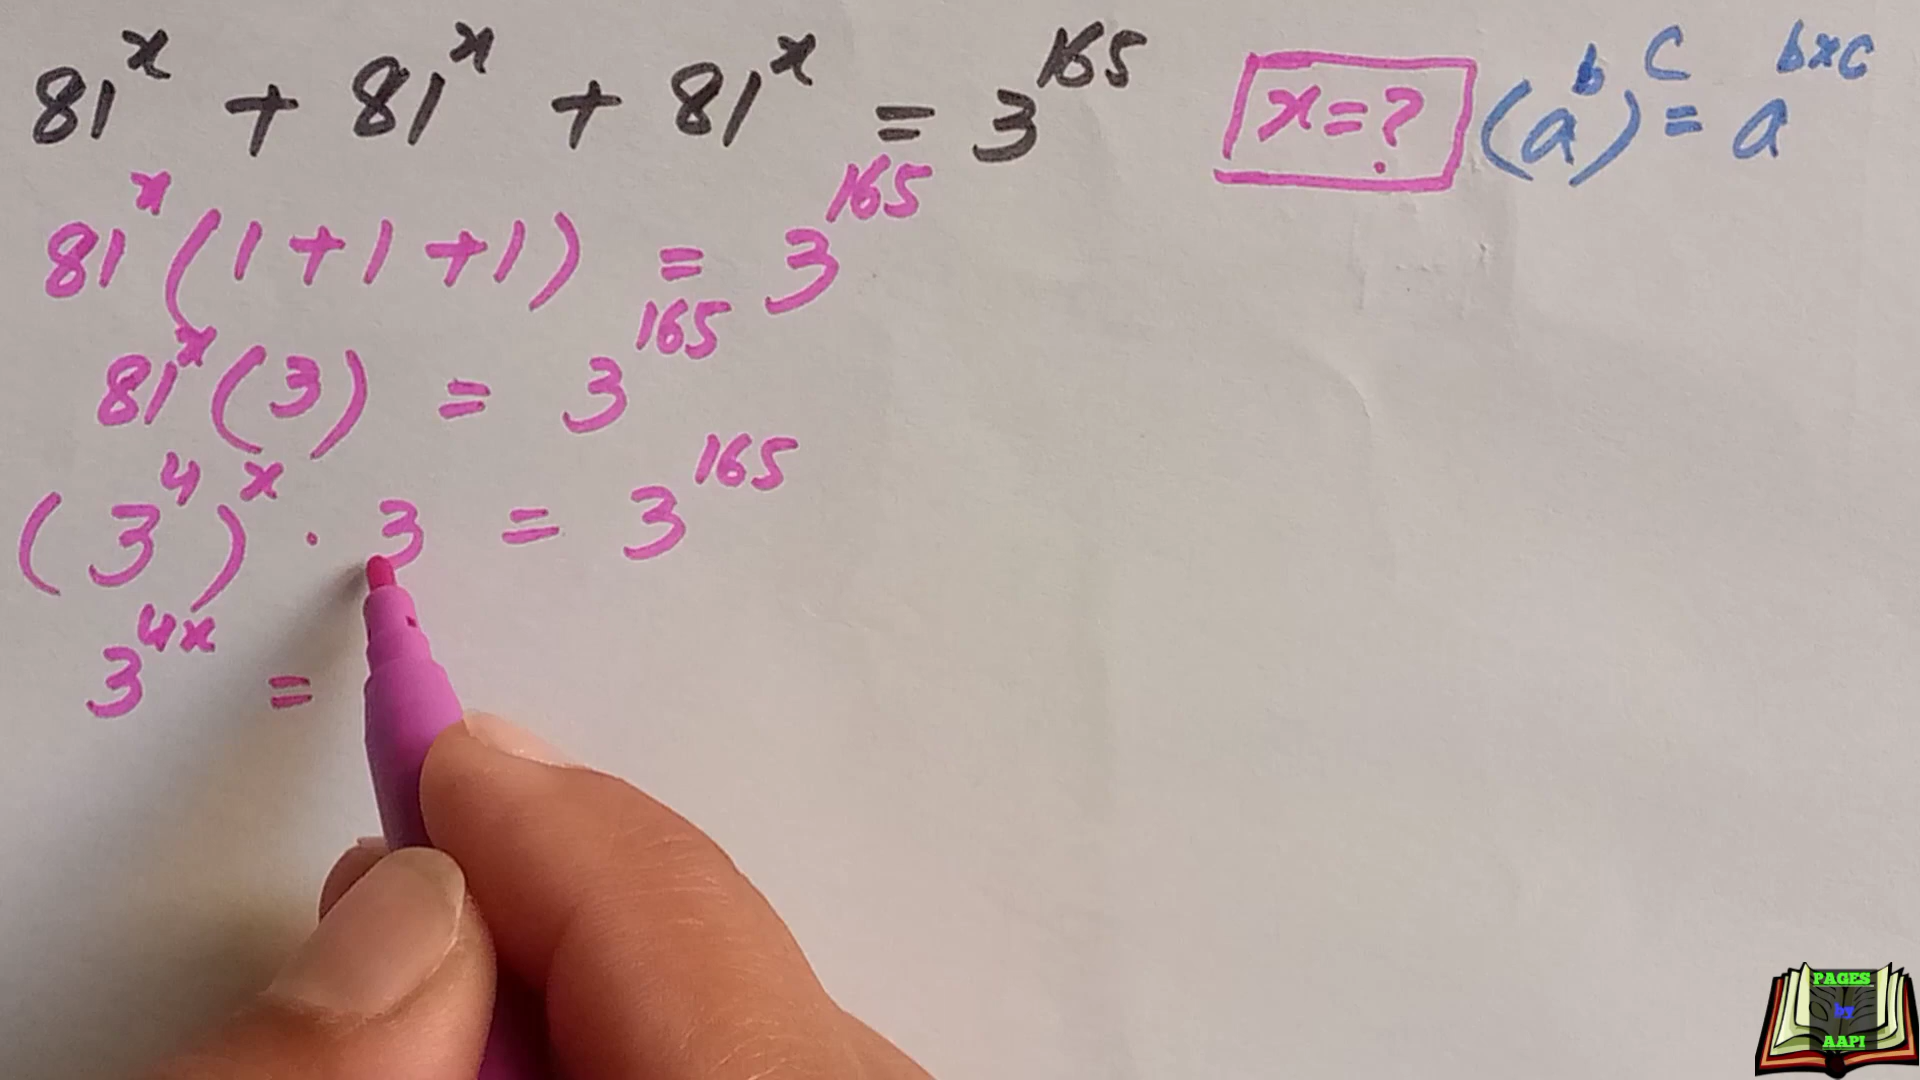 81^x + 81^x + 81^x = 3^165 x=? (a^b)^c = a^b×c
81^x (1+1+1) = 3^165
81^x (3) = 3^165
(3^4)^x · 3 = 3^165
3^4x =
PAGES
by
AAPI